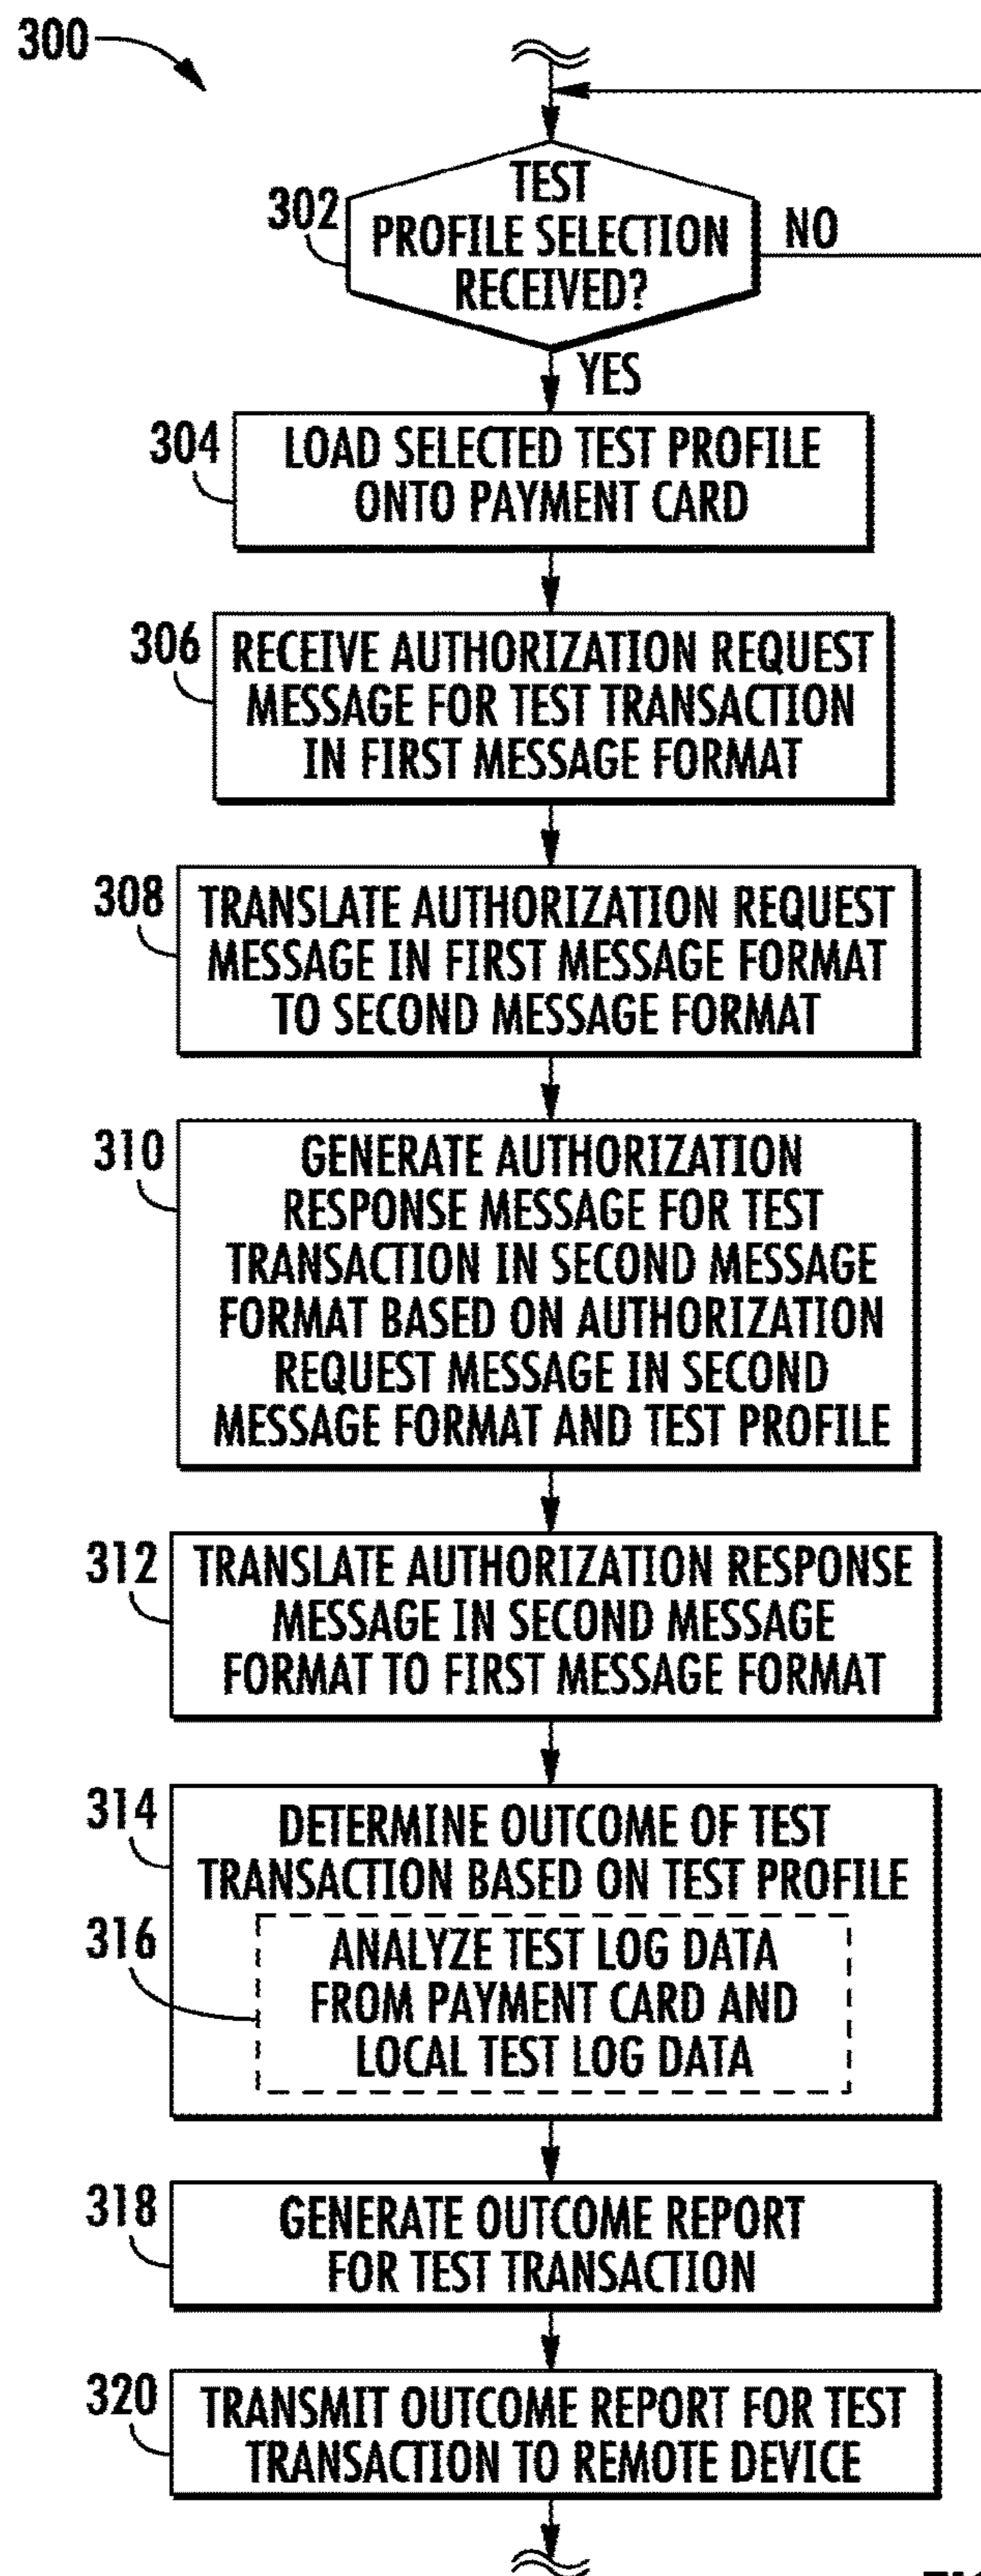 300
302
TEST
PROFILE SELECTION
RECEIVED?
NO
YES
304
LOAD SELECTED TEST PROFILE
ONTO PAYMENT CARD
306
RECEIVE AUTHORIZATION REQUEST
MESSAGE FOR TEST TRANSACTION
IN FIRST MESSAGE FORMAT
308
TRANSLATE AUTHORIZATION REQUEST
MESSAGE IN FIRST MESSAGE FORMAT
TO SECOND MESSAGE FORMAT
310
GENERATE AUTHORIZATION
RESPONSE MESSAGE FOR TEST
TRANSACTION IN SECOND MESSAGE
FORMAT BASED ON AUTHORIZATION
REQUEST MESSAGE IN SECOND
MESSAGE FORMAT AND TEST PROFILE
312
TRANSLATE AUTHORIZATION RESPONSE
MESSAGE IN SECOND MESSAGE
FORMAT TO FIRST MESSAGE FORMAT
314
DETERMINE OUTCOME OF TEST
TRANSACTION BASED ON TEST PROFILE
316
ANALYZE TEST LOG DATA
FROM PAYMENT CARD AND
LOCAL TEST LOG DATA
318
GENERATE OUTCOME REPORT
FOR TEST TRANSACTION
320
TRANSMIT OUTCOME REPORT FOR TEST
TRANSACTION TO REMOTE DEVICE